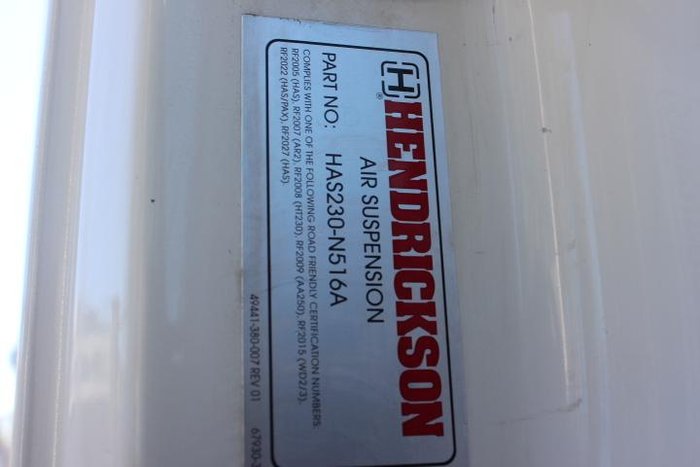 H HENDRICKSON
®
AIR SUSPENSION
PART NO: HAS230-N516A
COMPLIES WITH ONE OF THE FOLLOWING ROAD FRIENDLY CERTIFICATION NUMBERS:
RF2005 (HAS), RF2007 (AR2), RF2008 (HT230), RF2009 (AA250), RF2015 (WD2/3),
RF2022 (HAS/PAX), RF2027 (HAS).
49441-380-007 REV 01